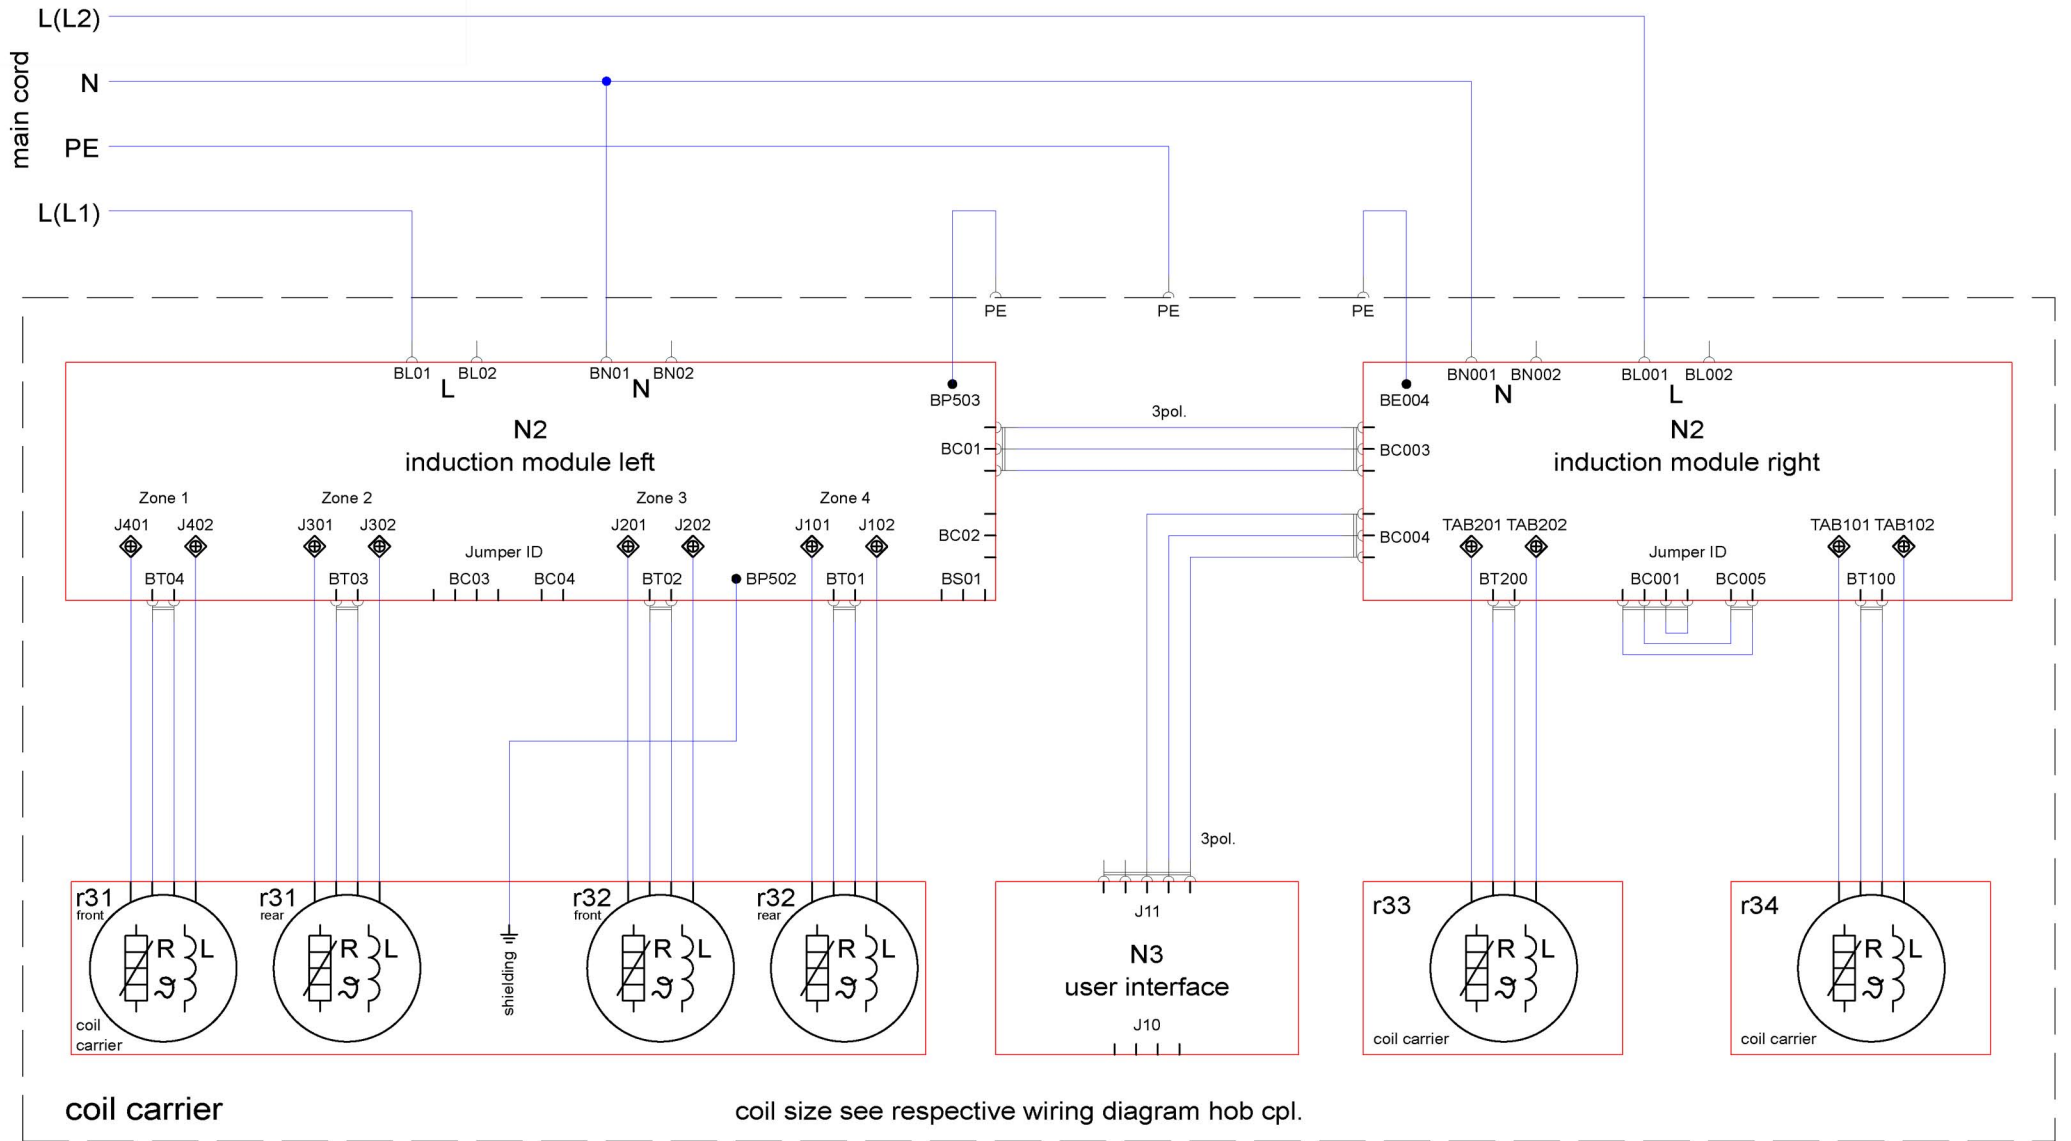 L(L2)
main cord
N
PE
L(L1)
PE PE PE
BL01 BL02 BN01 BN02
L N
BP503
N2
induction module left
BC01
3pol.
BE004
BN001 BN002 BL001 BL002
N L
N2
induction module right
BC003
Zone 1 Zone 2 Zone 3 Zone 4
J401 J402 J301 J302 J201 J202 J101 J102
BC02
Jumper ID
BT04 BT03 BC03 BC04 BT02 BP502 BT01 BS01
BC004
TAB201 TAB202 TAB101 TAB102
Jumper ID
BT200 BC001 BC005 BT100
3pol.
r31
front
R L
ϑ
coil
carrier
r31
rear
R L
ϑ
shielding
r32
front
R L
ϑ
r32
rear
R L
ϑ
J11
N3
user interface
J10
r33
R L
ϑ
coil carrier
r34
R L
ϑ
coil carrier
coil carrier
coil size see respective wiring diagram hob cpl.